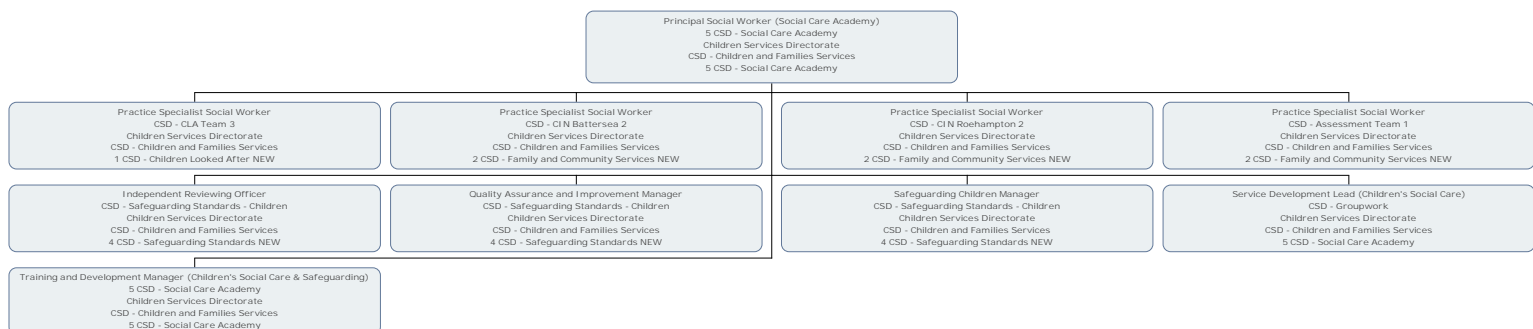 Principal Social Worker (Social Care Academy)
5 CSD - Social Care Academy
Children Services Directorate
CSD - Children and Families Services
5 CSD - Social Care Academy
Practice Specialist Social Worker
CSD - CLA Team 3
Children Services Directorate
CSD - Children and Families Services
1 CSD - Children Looked After NEW
Practice Specialist Social Worker
CSD - CIN Battersea 2
Children Services Directorate
CSD - Children and Families Services
2 CSD - Family and Community Services NEW
Practice Specialist Social Worker
CSD - CIN Roehampton 2
Children Services Directorate
CSD - Children and Families Services
2 CSD - Family and Community Services NEW
Practice Specialist Social Worker
CSD - Assessment Team 1
Children Services Directorate
CSD - Children and Families Services
2 CSD - Family and Community Services NEW
Independent Reviewing Officer
CSD - Safeguarding Standards - Children
Children Services Directorate
CSD - Children and Families Services
4 CSD - Safeguarding Standards NEW
Quality Assurance and Improvement Manager
CSD - Safeguarding Standards - Children
Children Services Directorate
CSD - Children and Families Services
4 CSD - Safeguarding Standards NEW
Safeguarding Children Manager
CSD - Safeguarding Standards - Children
Children Services Directorate
CSD - Children and Families Services
4 CSD - Safeguarding Standards NEW
Service Development Lead (Children's Social Care)
CSD - Groupwork
Children Services Directorate
CSD - Children and Families Services
5 CSD - Social Care Academy
Training and Development Manager (Children's Social Care & Safeguarding)
5 CSD - Social Care Academy
Children Services Directorate
CSD - Children and Families Services
5 CSD - Social Care Academy